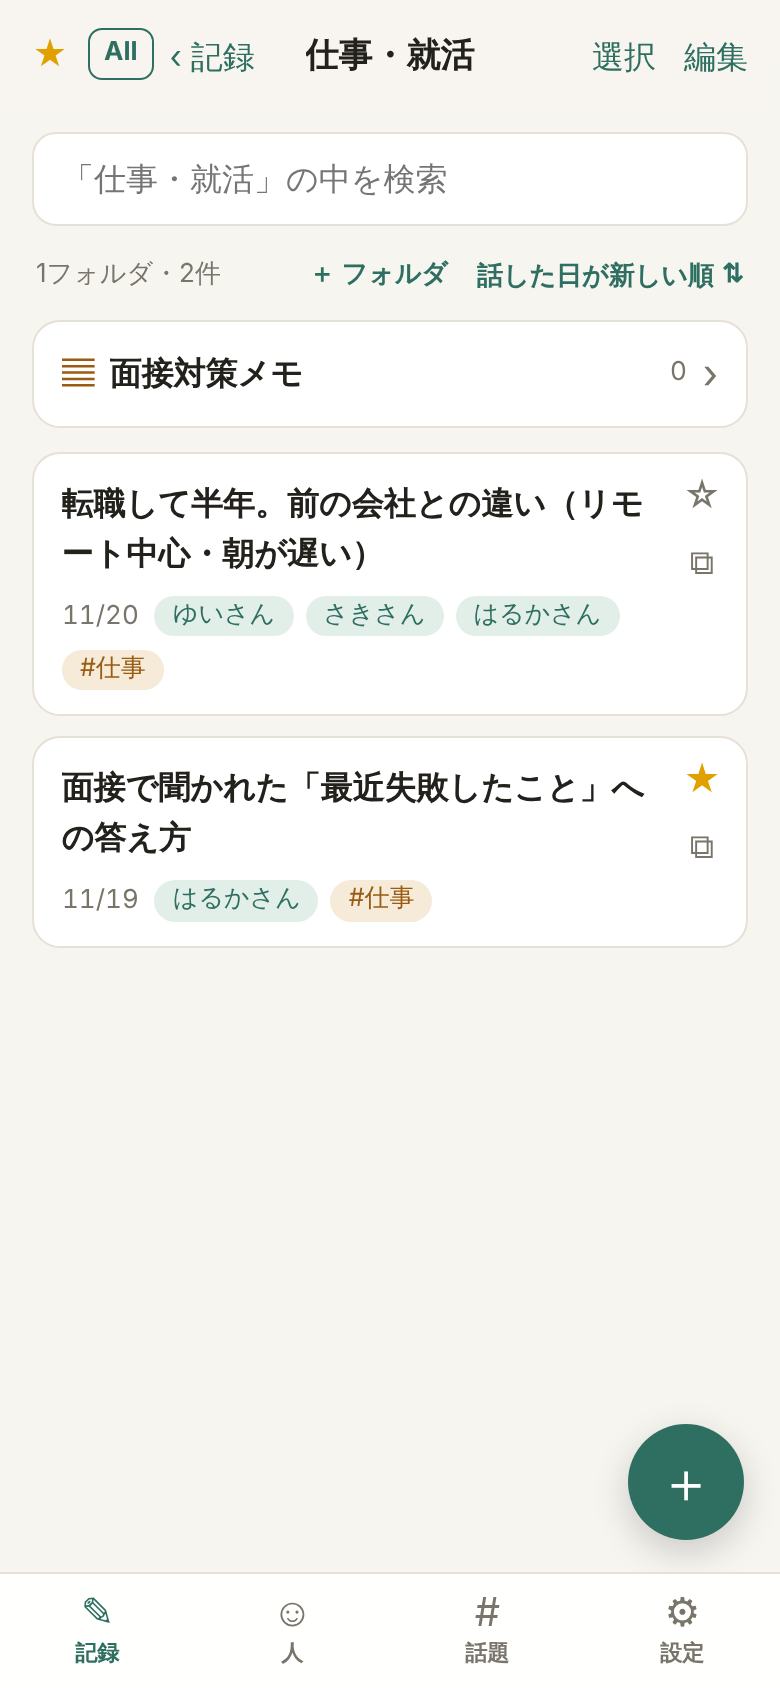 ★ All ‹ 記録 仕事・就活 選択 編集
「仕事・就活」の中を検索
1フォルダ・2件 + フォルダ 話した日が新しい順 ⇅
面接対策メモ 0 ›
転職して半年。前の会社との違い（リモ ☆
ート中心・朝が遅い）
11/20 ゆいさん さきさん はるかさん
#仕事
面接で聞かれた「最近失敗したこと」へ ★
の答え方
11/19 はるかさん #仕事
+
記録 人 話題 設定